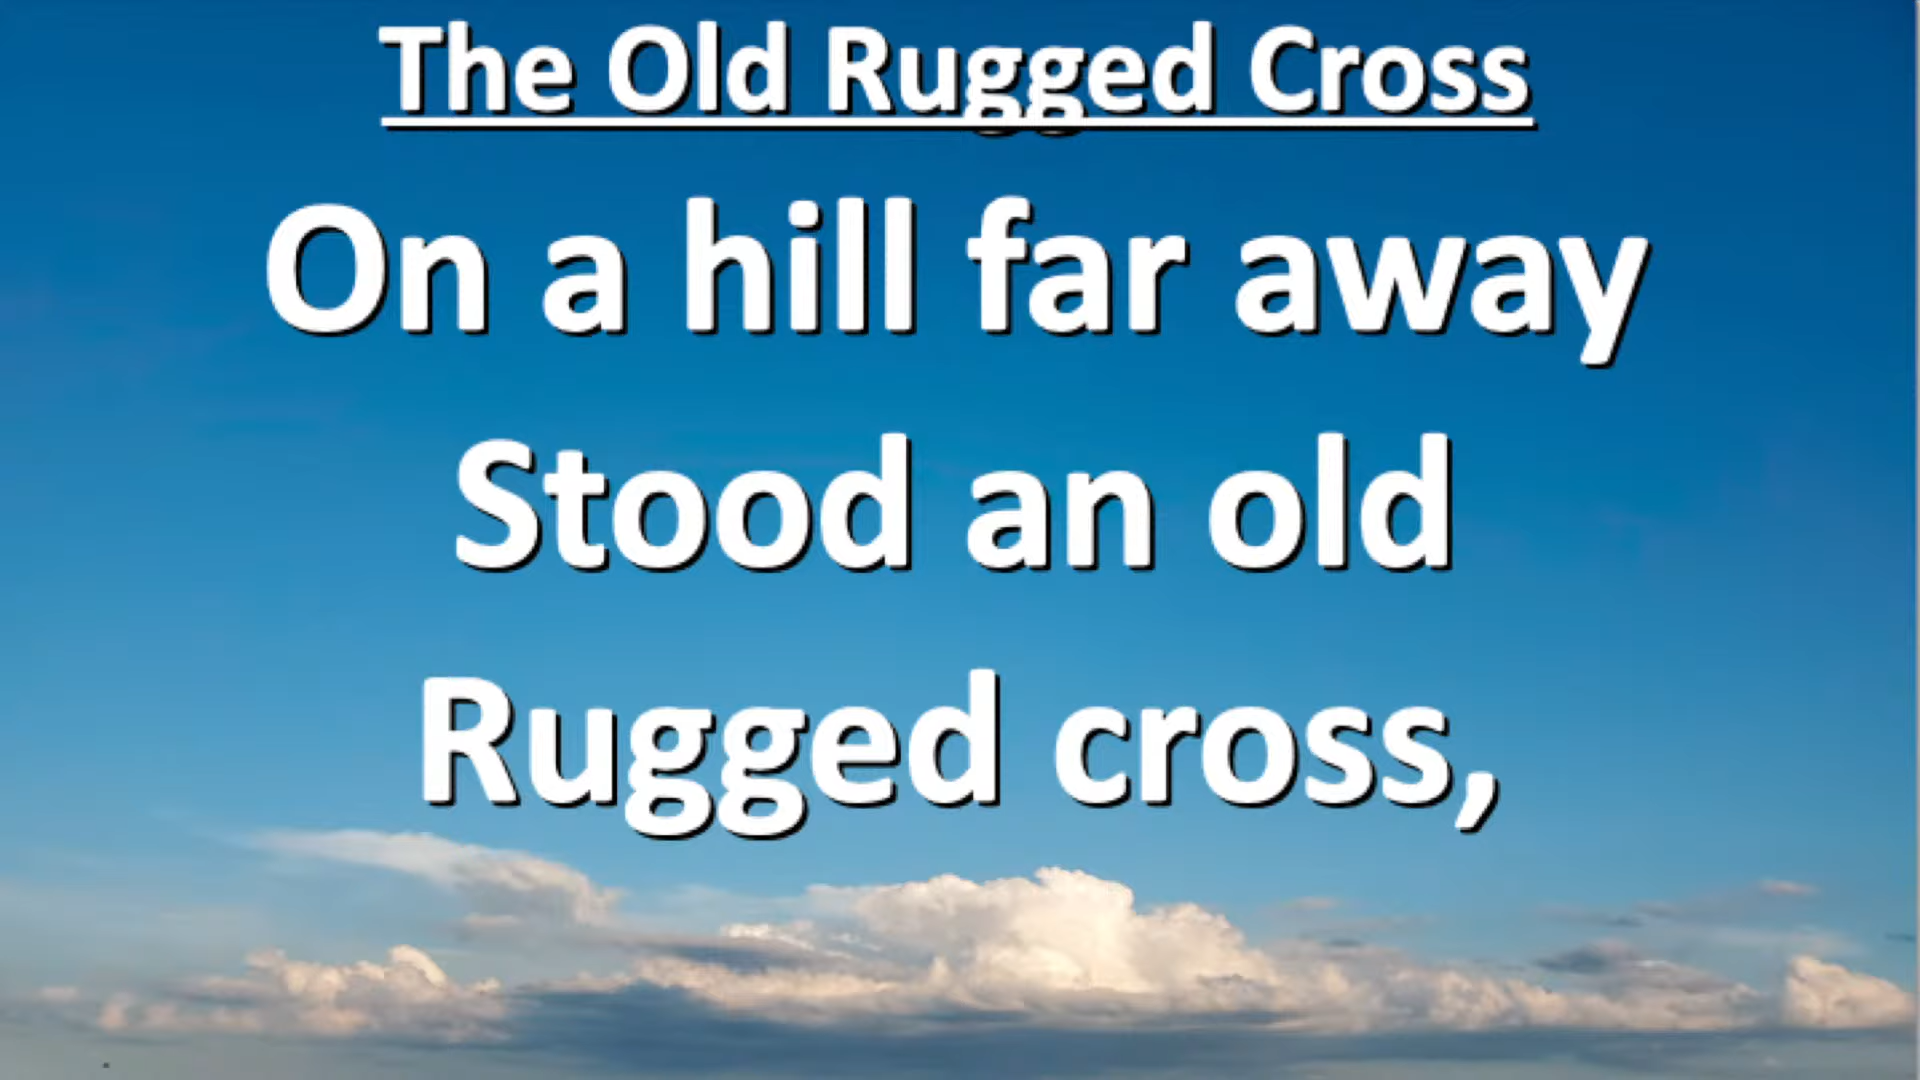 The Old Rugged Cross
On a hill far away
Stood an old
Rugged cross,